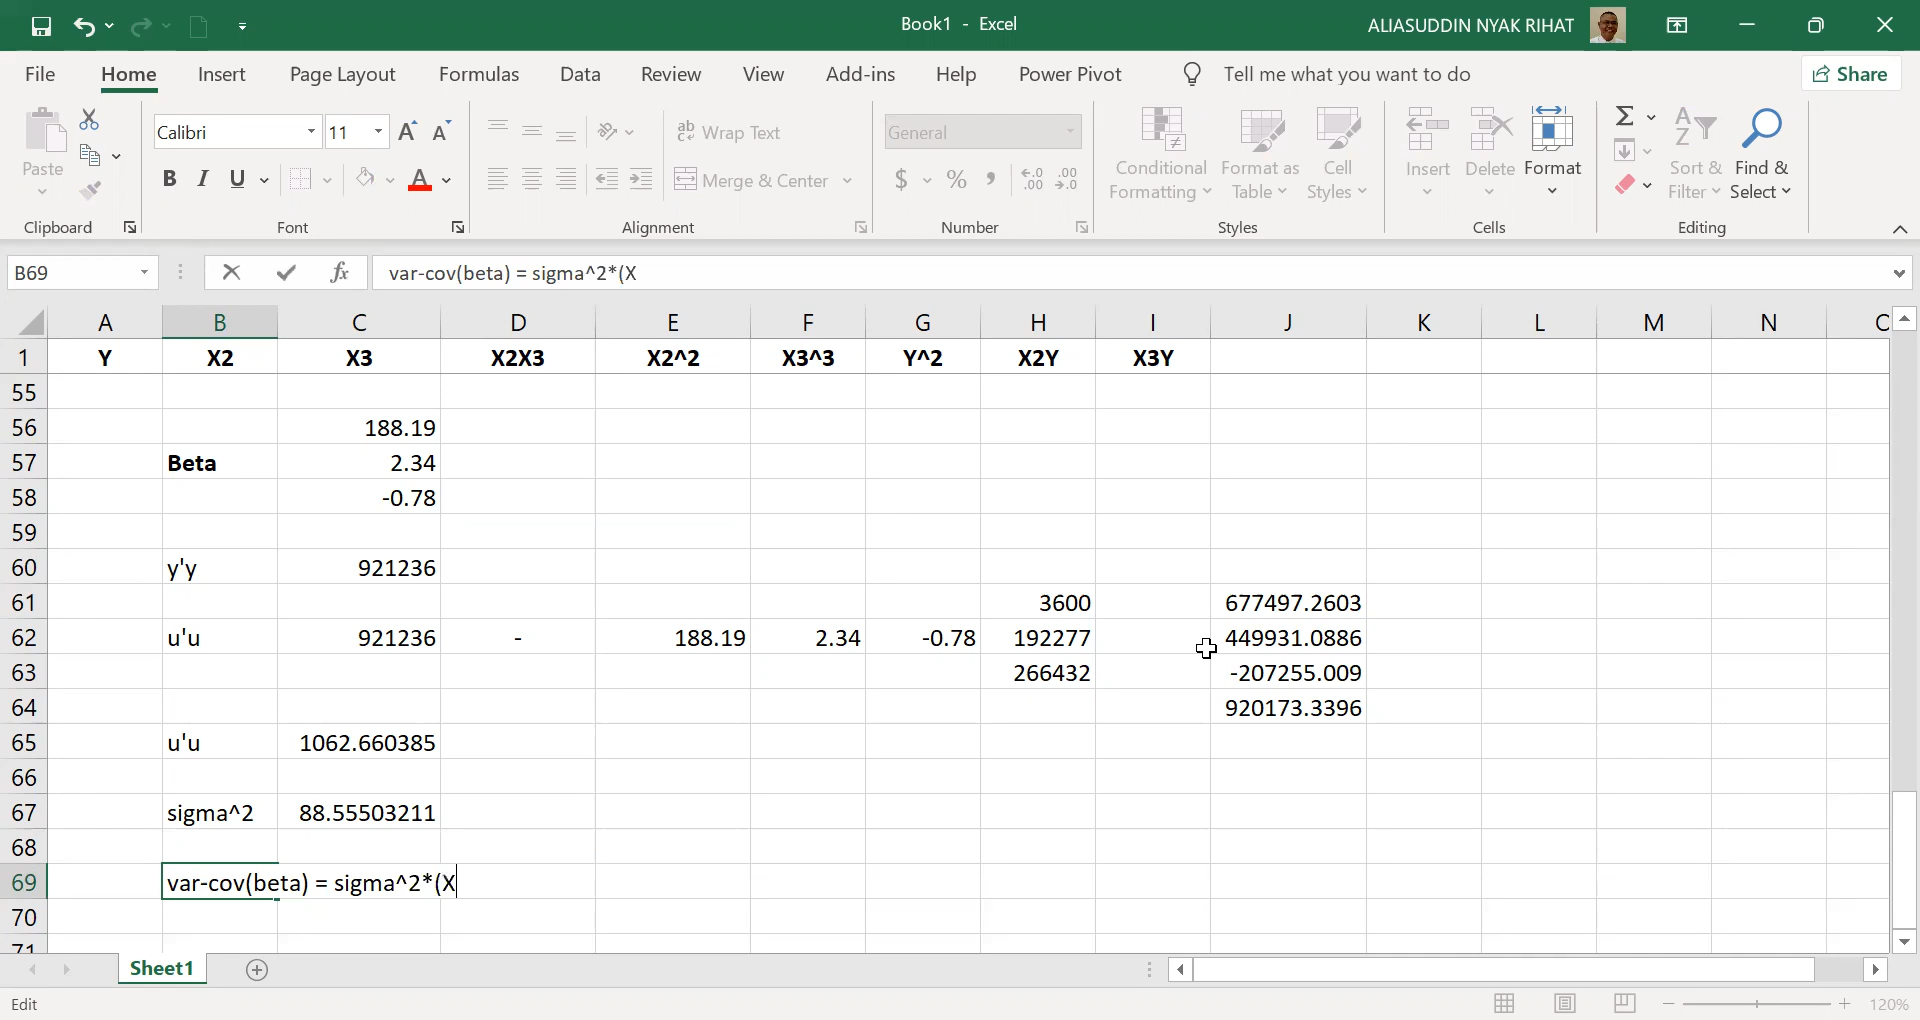 Book1 - Excel
ALIASUDDIN NYAK RIHAT
File Home Insert Page Layout Formulas Data Review View Add-ins Help Power Pivot Tell me what you want to do Share
Paste
Clipboard
Calibri 11 A A
B I U A
Font
ab Wrap Text
Merge & Center
Alignment
General
$ % , .00 .00
Number
Conditional Formatting
Format as Table
Cell Styles
Styles
Insert Delete Format
Cells
Σ
Sort & Filter
Find & Select
Editing
B69 fx var-cov(beta) = sigma^2*(X
A B C D E F G H I J K L M N C
1 Y X2 X3 X2X3 X2^2 X3^3 Y^2 X2Y X3Y
55
56 188.19
57 Beta 2.34
58 -0.78
59
60 y'y 921236
61 3600 677497.2603
62 u'u 921236 - 188.19 2.34 -0.78 192277 449931.0886
63 266432 -207255.009
64 920173.3396
65 u'u 1062.660385
66
67 sigma^2 88.55503211
68
69 var-cov(beta) = sigma^2*(X
70
71
Sheet1
Edit
120%